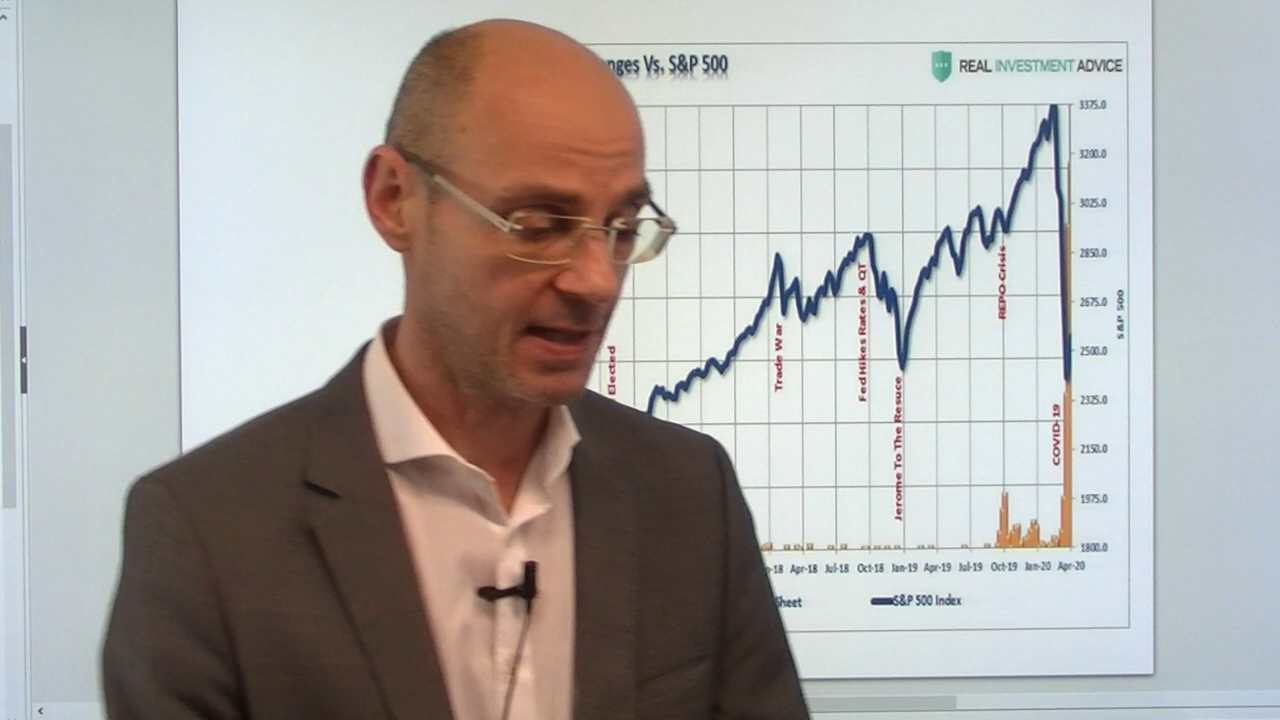 nges Vs. S&P 500
REAL INVESTMENT ADVICE
3375.0
3200.0
3025.0
2850.0
2675.0
2500.0
2325.0
2150.0
1975.0
1800.0
S&P 500
Elected
Trade War
Fed Hikes Rates & QT
Jerome To The Resuce
REPO Crisis
COVID-19
-18 Apr-18 Jul-18 Oct-18 Jan-19 Apr-19 Jul-19 Oct-19 Jan-20 Apr-20
Sheet
S&P 500 Index